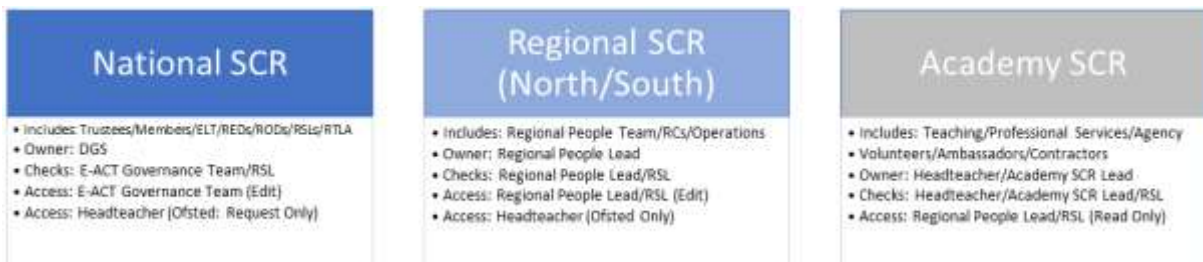 National SCR
• Includes: Trustees/Members/ELT/REDs/RODs/RSLs/RTLA
• Owner: DGS
• Checks: E-ACT Governance Team/RSL
• Access: E-ACT Governance Team (Edit)
• Access: Headteacher (Ofsted: Request Only)
Regional SCR
(North/South)
• Includes: Regional People Team/RCs/Operations
• Owner: Regional People Lead
• Checks: Regional People Lead/RSL
• Access: Regional People Lead/RSL (Edit)
• Access: Headteacher (Ofsted Only)
Academy SCR
• Includes: Teaching/Professional Services/Agency
• Volunteers/Ambassadors/Contractors
• Owner: Headteacher/Academy SCR Lead
• Checks: Headteacher/Academy SCR Lead/RSL
• Access: Regional People Lead/RSL (Read Only)